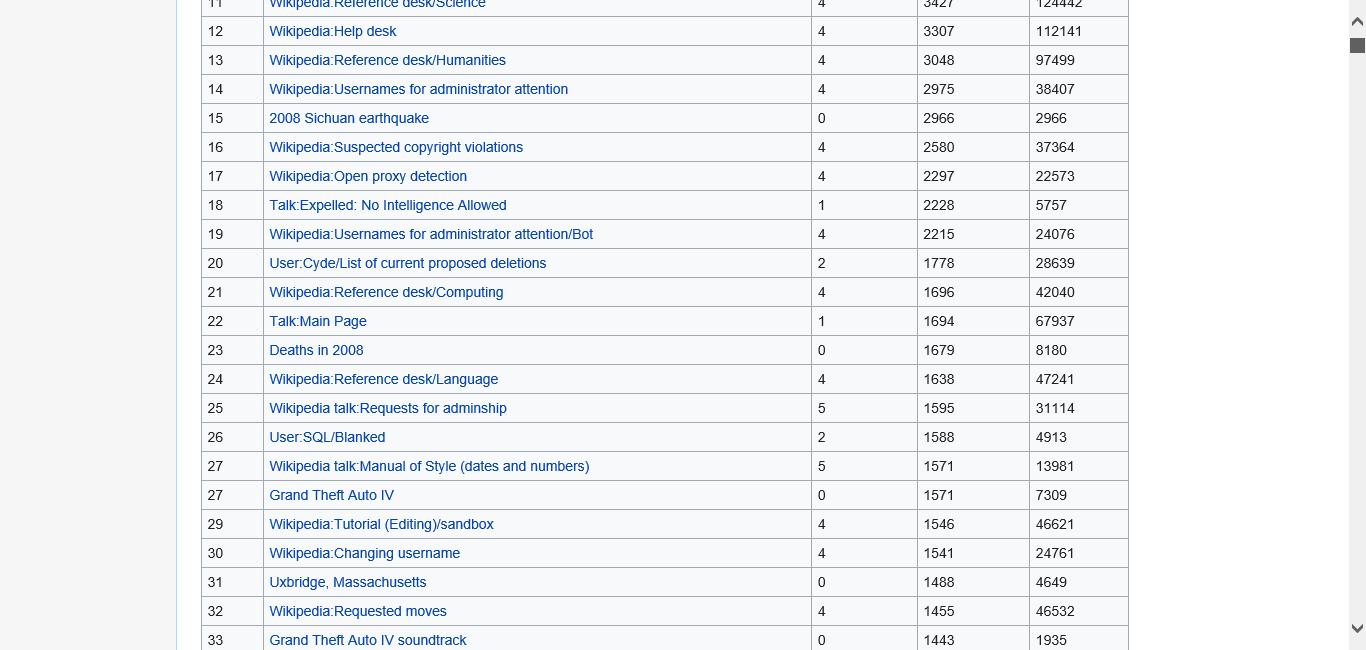 11 Wikipedia:Reference desk/Science 4 3427 124442
12 Wikipedia:Help desk 4 3307 112141
13 Wikipedia:Reference desk/Humanities 4 3048 97499
14 Wikipedia:Usernames for administrator attention 4 2975 38407
15 2008 Sichuan earthquake 0 2966 2966
16 Wikipedia:Suspected copyright violations 4 2580 37364
17 Wikipedia:Open proxy detection 4 2297 22573
18 Talk:Expelled: No Intelligence Allowed 1 2228 5757
19 Wikipedia:Usernames for administrator attention/Bot 4 2215 24076
20 User:Cyde/List of current proposed deletions 2 1778 28639
21 Wikipedia:Reference desk/Computing 4 1696 42040
22 Talk:Main Page 1 1694 67937
23 Deaths in 2008 0 1679 8180
24 Wikipedia:Reference desk/Language 4 1638 47241
25 Wikipedia talk:Requests for adminship 5 1595 31114
26 User:SQL/Blanked 2 1588 4913
27 Wikipedia talk:Manual of Style (dates and numbers) 5 1571 13981
27 Grand Theft Auto IV 0 1571 7309
29 Wikipedia:Tutorial (Editing)/sandbox 4 1546 46621
30 Wikipedia:Changing username 4 1541 24761
31 Uxbridge, Massachusetts 0 1488 4649
32 Wikipedia:Requested moves 4 1455 46532
33 Grand Theft Auto IV soundtrack 0 1443 1935